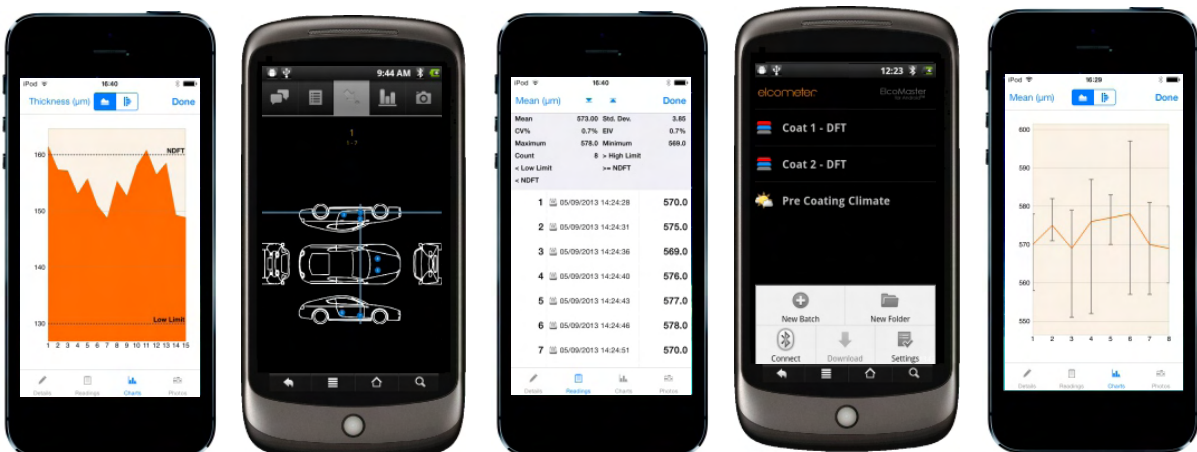 iPod 16:40
Thickness (µm) Done
160 NDFT
150
140
130 Low Limit
1 2 3 4 5 6 7 8 9 10 11 12 13 14 15
Details Readings Charts Photos
9:44 AM
1
1-7
iPod 16:40
Mean (µm) Done
Mean 573.00 Std. Dev. 3.85
CV% 0.7% EIV 0.7%
Maximum 578.0 Minimum 569.0
Count 8 > High Limit
< Low Limit >= NDFT
< NDFT
1 05/09/2013 14:24:28 570.0
2 05/09/2013 14:24:31 575.0
3 05/09/2013 14:24:36 569.0
4 05/09/2013 14:24:40 576.0
5 05/09/2013 14:24:43 577.0
6 05/09/2013 14:24:46 578.0
7 05/09/2013 14:24:51 570.0
Details Readings Charts Photos
12:23
elcometer ElcoMaster
Coat 1 - DFT
Coat 2 - DFT
Pre Coating Climate
New Batch New Folder
Connect Download Settings
iPod 16:29
Mean (µm) Done
600
590
580
570
560
550
1 2 3 4 5 6 7 8
Details Readings Charts Photos